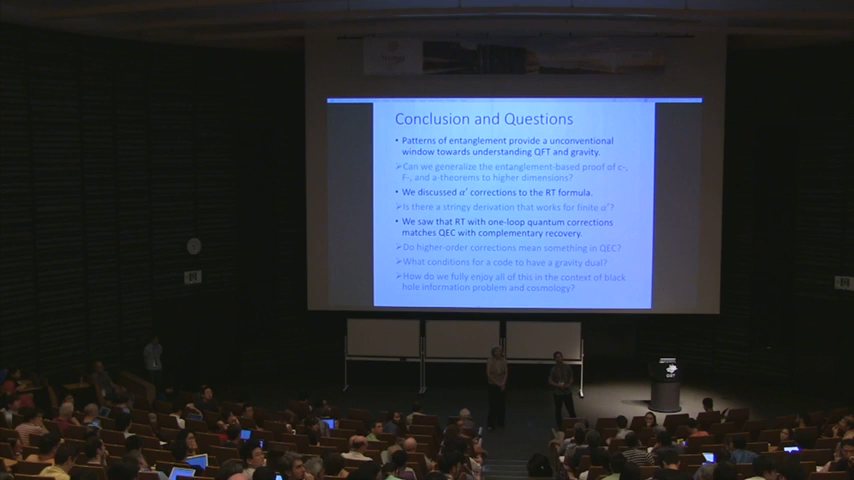 Conclusion and Questions
• Patterns of entanglement provide a unconventional
window towards understanding QFT and gravity.
➢Can we generalize the entanglement-based proof of c-,
F-, and a-theorems to higher dimensions?
• We discussed α′ corrections to the RT formula.
➢Is there a stringy derivation that works for finite α′?
• We saw that RT with one-loop quantum corrections
matches QEC with complementary recovery.
➢Do higher-order corrections mean something in QEC?
➢What conditions for a code to have a gravity dual?
➢How do we fully enjoy all of this in the context of black
hole information problem and cosmology?
OIST